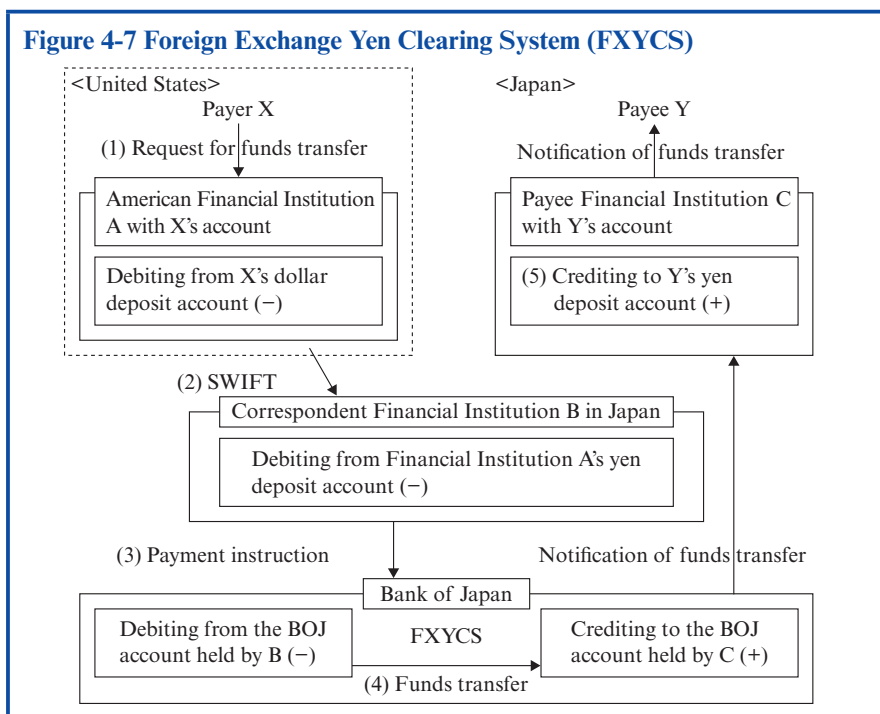 Figure 4-7 Foreign Exchange Yen Clearing System (FXYCS)
<United States>
Payer X
(1) Request for funds transfer
American Financial Institution
A with X's account
Debiting from X's dollar
deposit account (−)
<Japan>
Payee Y
Notification of funds transfer
Payee Financial Institution C
with Y's account
(5) Crediting to Y's yen
deposit account (+)
(2) SWIFT
Correspondent Financial Institution B in Japan
Debiting from Financial Institution A's yen
deposit account (−)
(3) Payment instruction
Notification of funds transfer
Bank of Japan
Debiting from the BOJ
account held by B (−)
FXYCS
(4) Funds transfer
Crediting to the BOJ
account held by C (+)